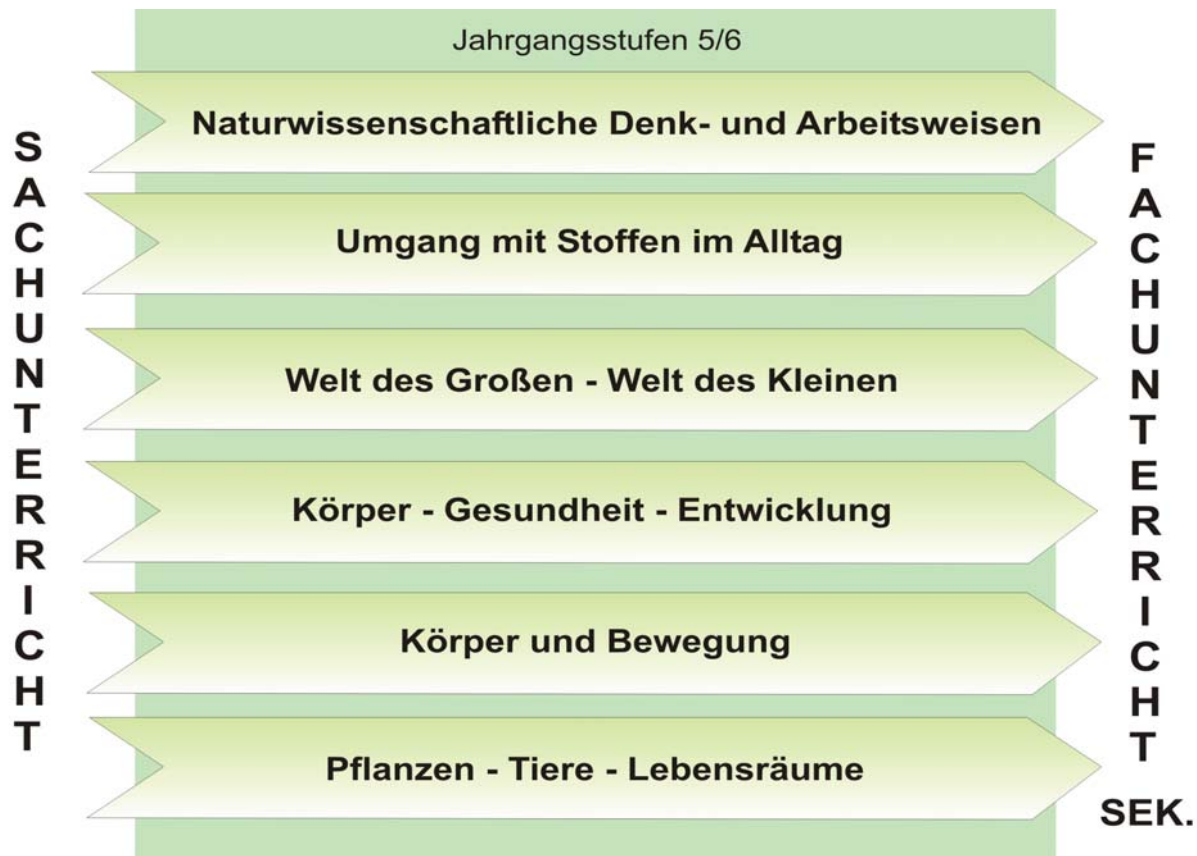 Jahrgangsstufen 5/6
SACHUNTERRICHT
Naturwissenschaftliche Denk- und Arbeitsweisen
Umgang mit Stoffen im Alltag
Welt des Großen - Welt des Kleinen
Körper - Gesundheit - Entwicklung
Körper und Bewegung
Pflanzen - Tiere - Lebensräume
FACHUNTERRICHT
SEK.